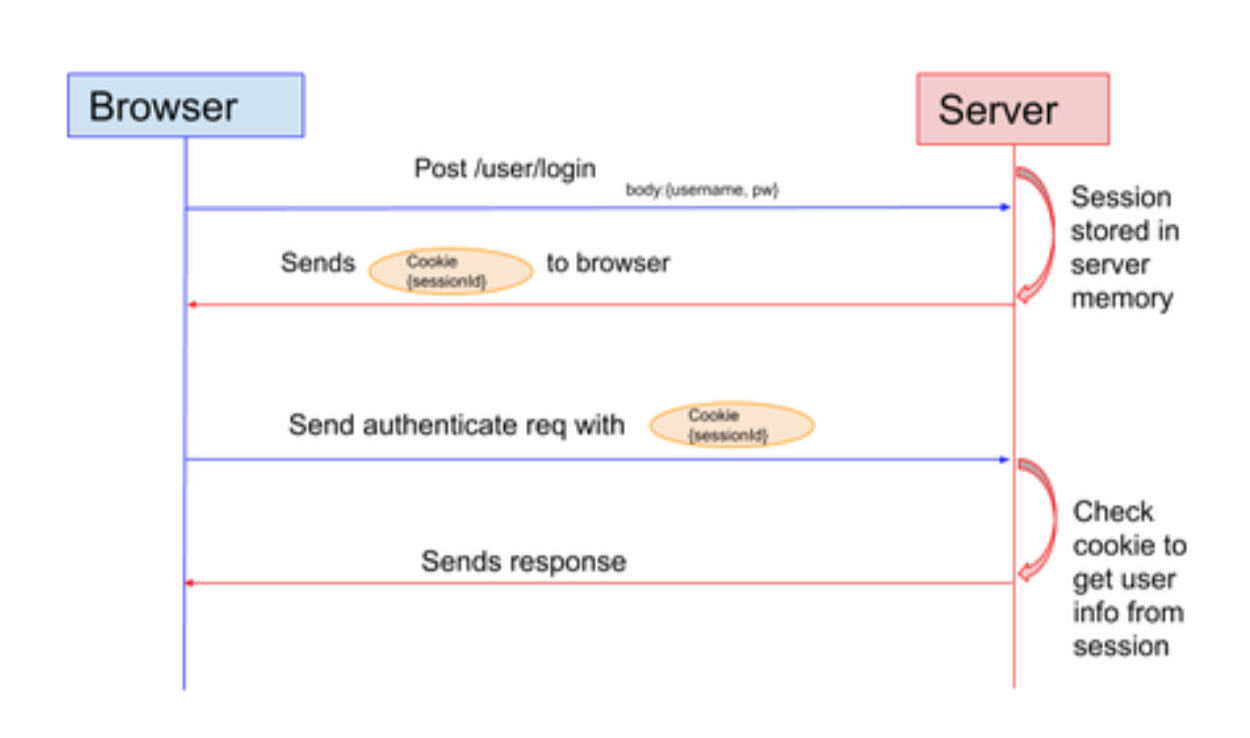 Browser
Server
Post /user/login
body:{username, pw}
Session
stored in
server
memory
Sends
Cookie
{sessionId}
to browser
Send authenticate req with
Cookie
{sessionId}
Check
cookie to
get user
info from
session
Sends response